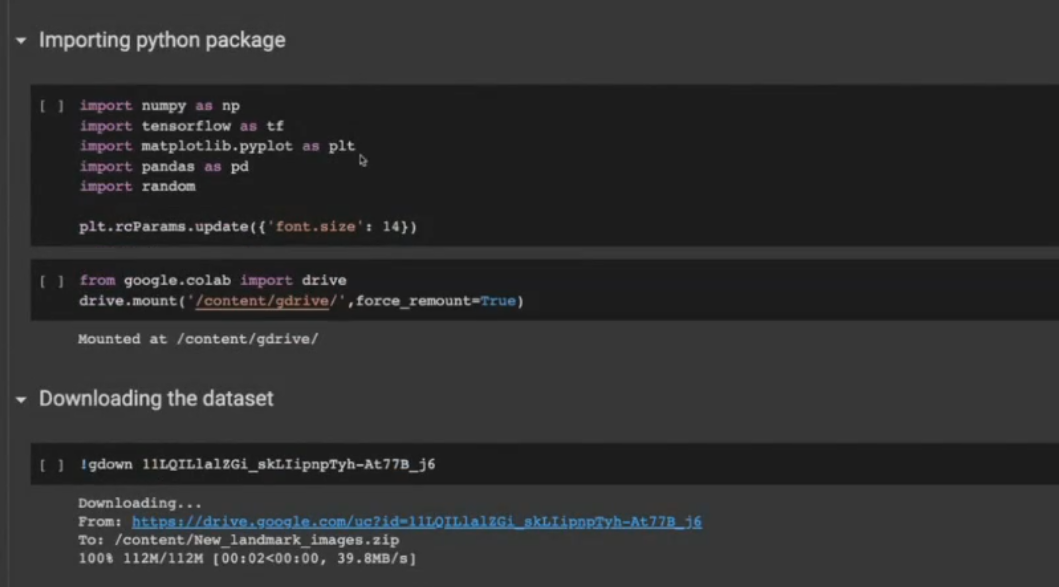 Importing python package
[ ] import numpy as np
import tensorflow as tf
import matplotlib.pyplot as plt
import pandas as pd
import random
plt.rcParams.update({'font.size': 14})
[ ] from google.colab import drive
drive.mount('/content/gdrive/',force_remount=True)
Mounted at /content/gdrive/
Downloading the dataset
[ ] !gdown 11LQILlalZGi_skLIipnpTyh-At77B_j6
Downloading...
From: https://drive.google.com/uc?id=11LQILlalZGi_skLIipnpTyh-At77B_j6
To: /content/New_landmark_images.zip
100% 112M/112M [00:02<00:00, 39.8MB/s]